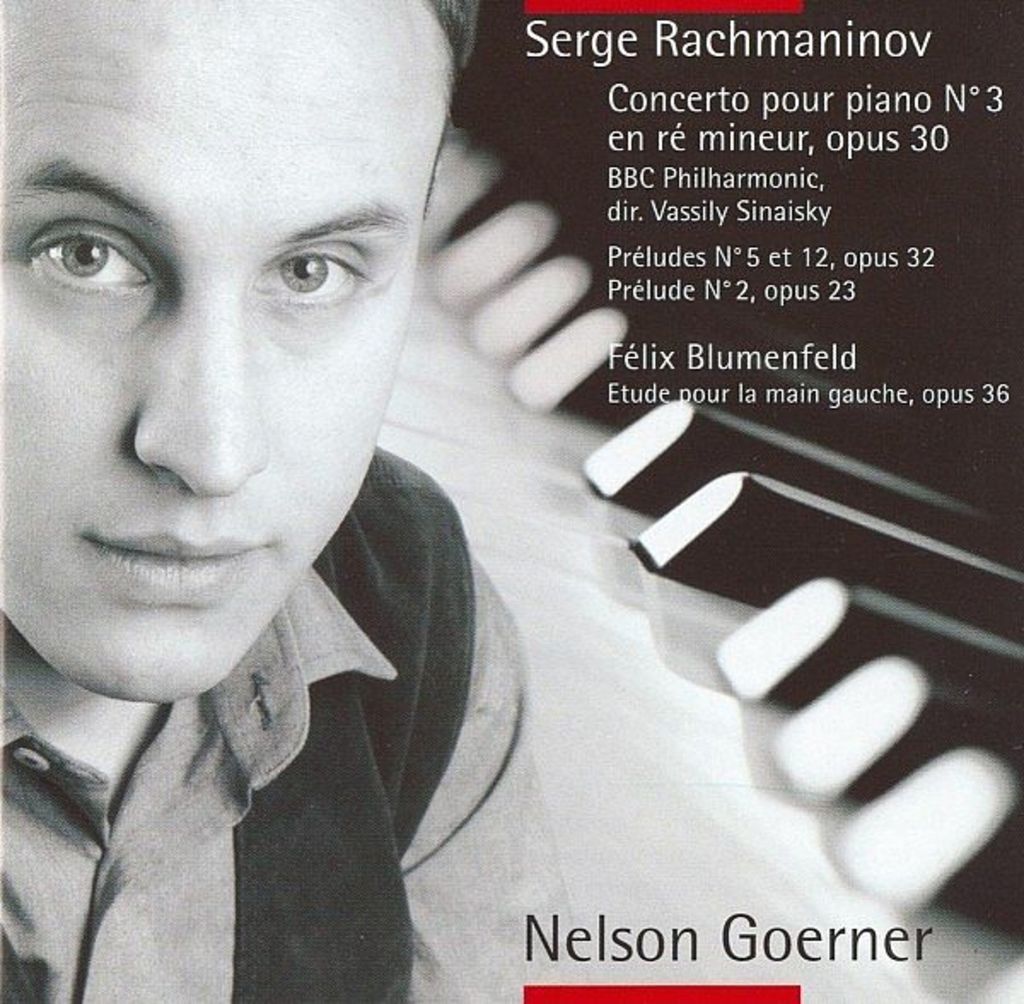 Serge Rachmaninov
Concerto pour piano N° 3
en ré mineur, opus 30
BBC Philharmonic,
dir. Vassily Sinaisky
Préludes N° 5 et 12, opus 32
Prélude N° 2, opus 23
Félix Blumenfeld
Etude pour la main gauche, opus 36
Nelson Goerner